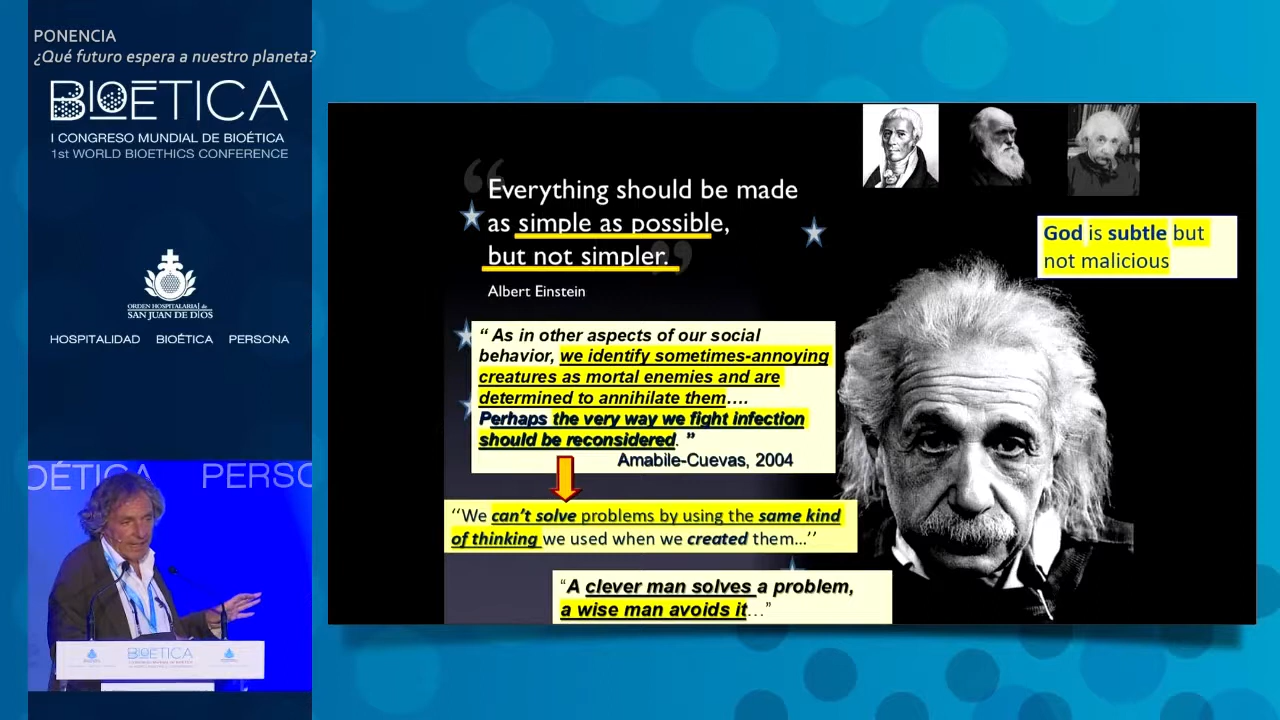 PONENCIA
¿Qué futuro espera a nuestro planeta?
BIOÉTICA
I CONGRESO MUNDIAL DE BIOÉTICA
1st WORLD BIOETHICS CONFERENCE
ORDEN HOSPITALARIA de
SAN JUAN DE DIOS
HOSPITALIDAD BIOÉTICA PERSONA
OÉTICA PERSO
BIOÉTICA
“Everything should be made
as simple as possible,
but not simpler.”
Albert Einstein
God is subtle but
not malicious
“ As in other aspects of our social
behavior, we identify sometimes-annoying
creatures as mortal enemies and are
determined to annihilate them….
Perhaps the very way we fight infection
should be reconsidered. ”
Amabile-Cuevas, 2004
‘‘We can’t solve problems by using the same kind
of thinking we used when we created them…’’
“A clever man solves a problem,
a wise man avoids it…”